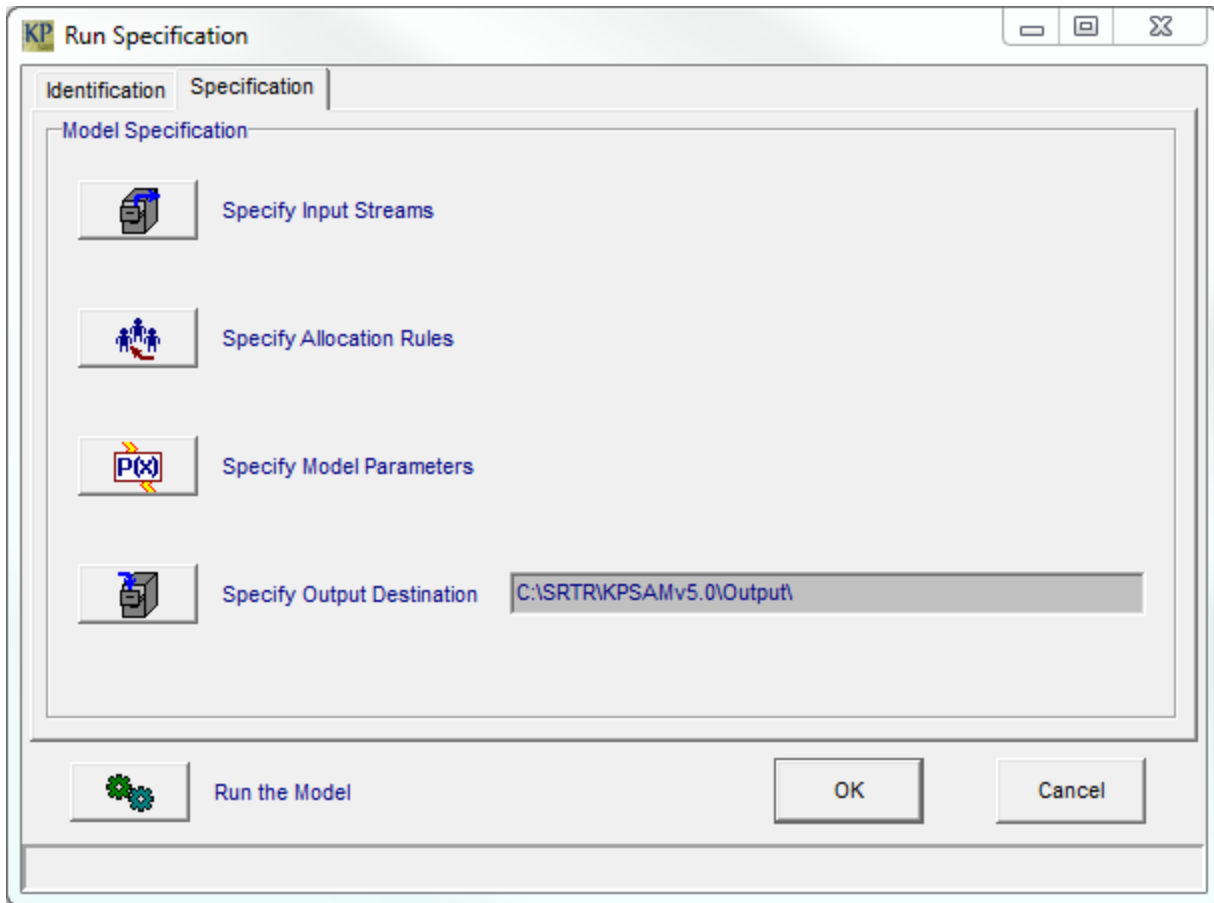 KP Run Specification
Identification Specification
Model Specification
Specify Input Streams
Specify Allocation Rules
P(x) Specify Model Parameters
Specify Output Destination C:\SRTR\KPSAMv5.0\Output\
Run the Model OK Cancel